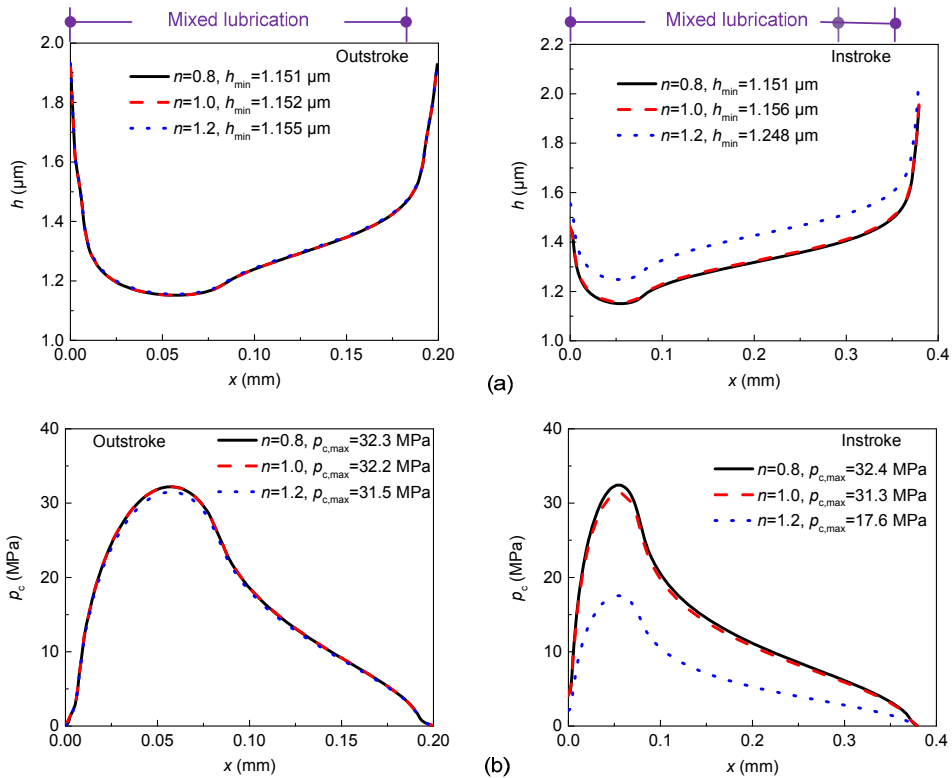 Mixed lubrication
Outstroke
n=0.8, hmin=1.151 µm
n=1.0, hmin=1.152 µm
n=1.2, hmin=1.155 µm
2.0
1.8
1.6
1.4
1.2
1.0
h (µm)
0.00 0.05 0.10 0.15 0.20
x (mm)
Mixed lubrication
Instroke
n=0.8, hmin=1.151 µm
n=1.0, hmin=1.156 µm
n=1.2, hmin=1.248 µm
2.2
2.0
1.8
1.6
1.4
1.2
1.0
h (µm)
0.0 0.1 0.2 0.3 0.4
x (mm)
(a)
Outstroke
n=0.8, pc,max=32.3 MPa
n=1.0, pc,max=32.2 MPa
n=1.2, pc,max=31.5 MPa
40
30
20
10
0
pc (MPa)
0.00 0.05 0.10 0.15 0.20
x (mm)
Instroke
n=0.8, pc,max=32.4 MPa
n=1.0, pc,max=31.3 MPa
n=1.2, pc,max=17.6 MPa
40
30
20
10
0
pc (MPa)
0.0 0.1 0.2 0.3 0.4
x (mm)
(b)